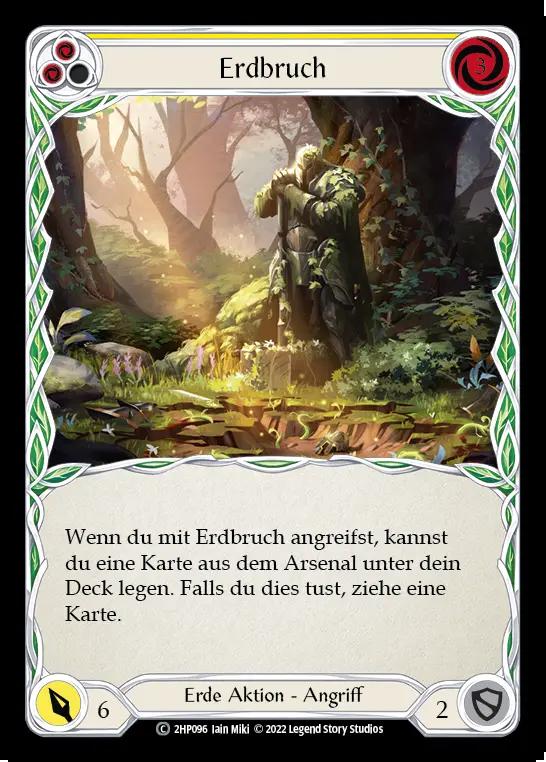 Erdbruch
3
Wenn du mit Erdbruch angreifst, kannst
du eine Karte aus dem Arsenal unter dein
Deck legen. Falls du dies tust, ziehe eine
Karte.
6
Erde Aktion - Angriff
2
C 2HP096 Iain Miki © 2022 Legend Story Studios